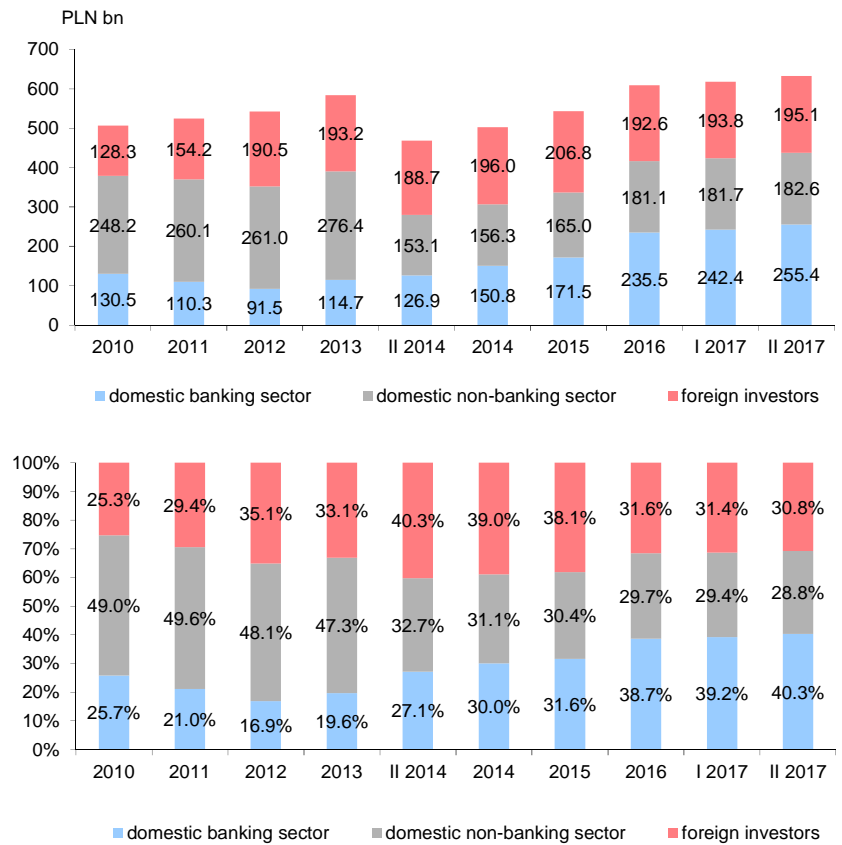 PLN bn
700
600
500
400
300
200
100
0
128.3 154.2 190.5 193.2 188.7 196.0 206.8 192.6 193.8 195.1
248.2 260.1 261.0 276.4 153.1 156.3 165.0 181.1 181.7 182.6
130.5 110.3 91.5 114.7 126.9 150.8 171.5 235.5 242.4 255.4
2010 2011 2012 2013 II 2014 2014 2015 2016 I 2017 II 2017
domestic banking sector domestic non-banking sector foreign investors
100%
90%
80%
70%
60%
50%
40%
30%
20%
10%
0%
25.3% 29.4% 35.1% 33.1% 40.3% 39.0% 38.1% 31.6% 31.4% 30.8%
49.0% 49.6% 48.1% 47.3% 32.7% 31.1% 30.4% 29.7% 29.4% 28.8%
25.7% 21.0% 16.9% 19.6% 27.1% 30.0% 31.6% 38.7% 39.2% 40.3%
2010 2011 2012 2013 II 2014 2014 2015 2016 I 2017 II 2017
domestic banking sector domestic non-banking sector foreign investors